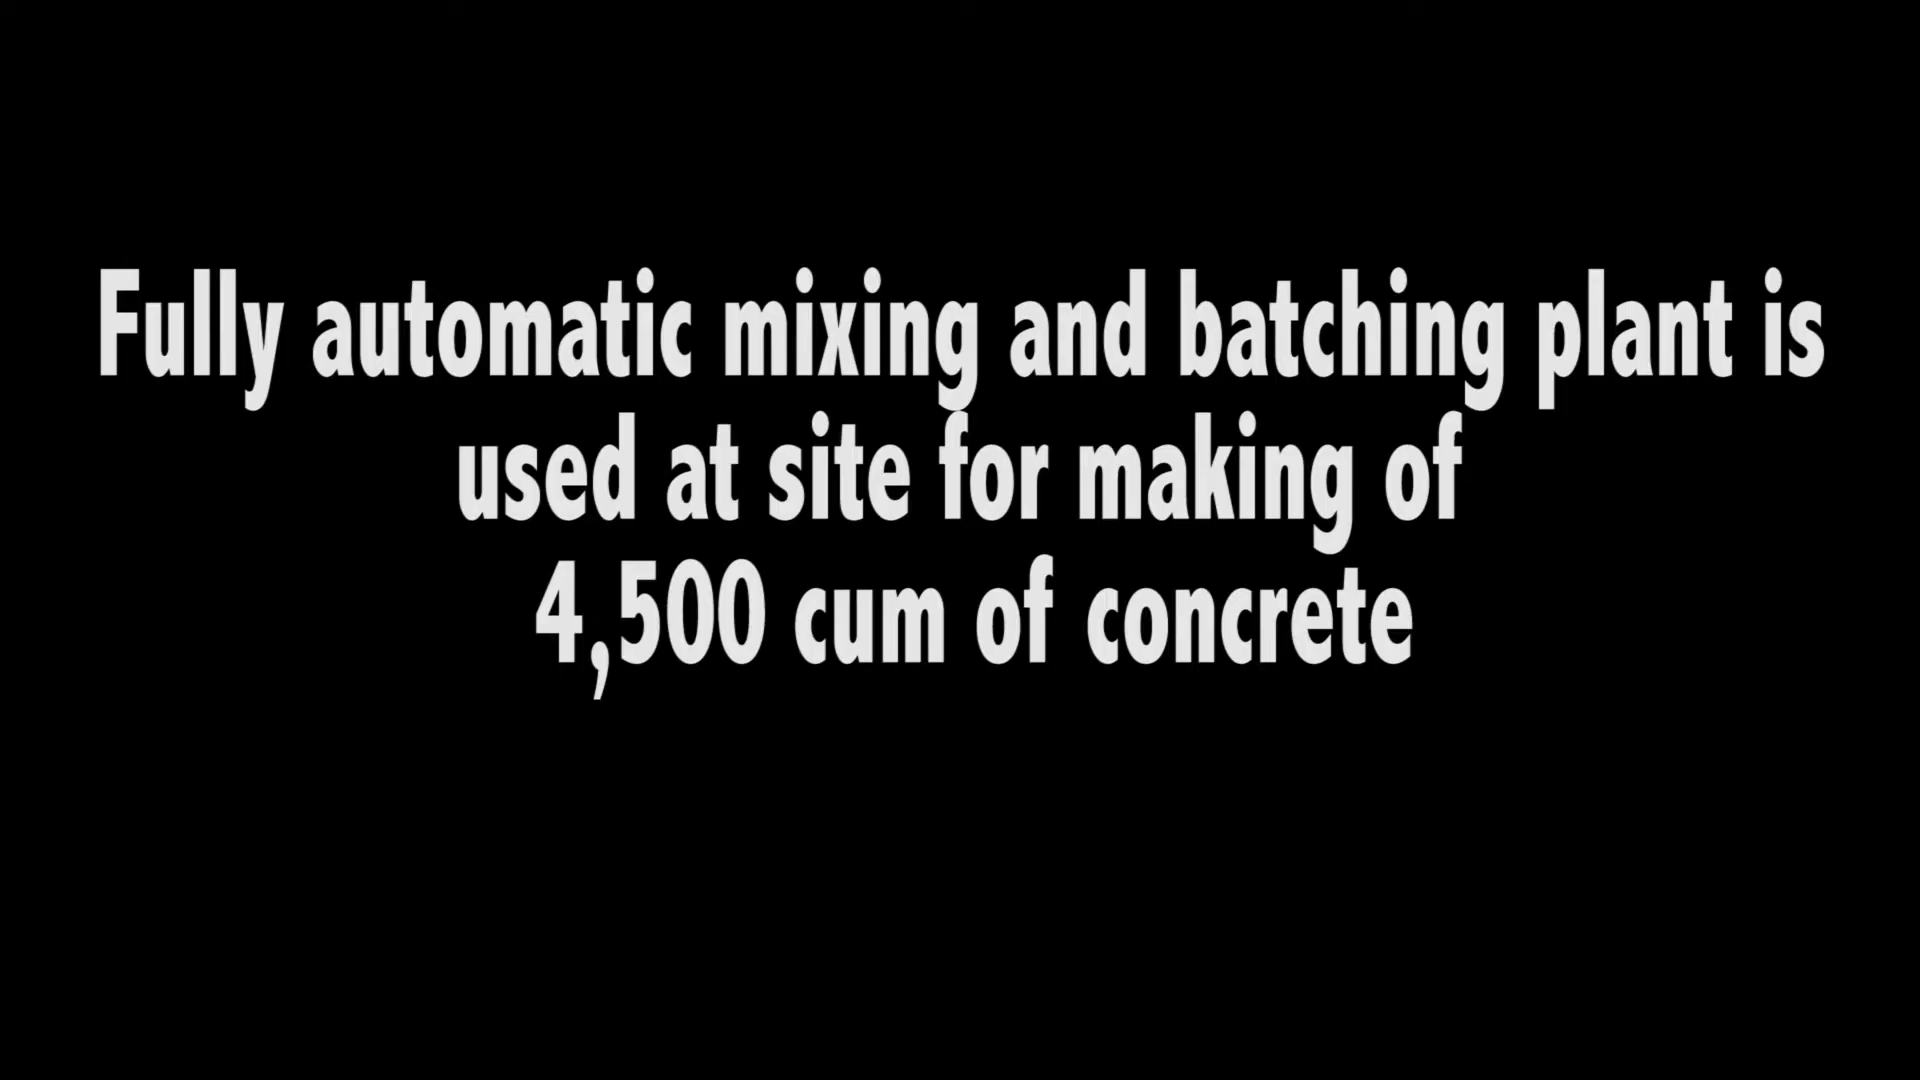 Fully automatic mixing and batching plant is
used at site for making of
4,500 cum of concrete